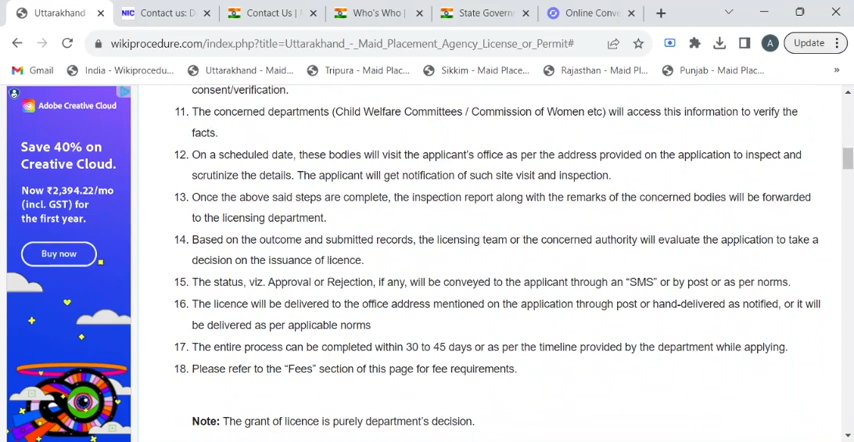 Uttarakhand
NIC Contact us: D
Contact Us |
Who's Who |
State Governm
Online Conve
wikiprocedure.com/index.php?title=Uttarakhand_-_Maid_Placement_Agency_License_or_Permit#
A
Update
Gmail
India - Wikiprocedu...
Uttarakhand - Maid...
Tripura - Maid Plac...
Sikkim - Maid Place...
Rajasthan - Maid Pl...
Punjab - Maid Plac...
»
consent/verification.
11. The concerned departments (Child Welfare Committees / Commission of Women etc) will access this information to verify the
facts.
12. On a scheduled date, these bodies will visit the applicant's office as per the address provided on the application to inspect and
scrutinize the details. The applicant will get notification of such site visit and inspection.
13. Once the above said steps are complete, the inspection report along with the remarks of the concerned bodies will be forwarded
to the licensing department.
14. Based on the outcome and submitted records, the licensing team or the concerned authority will evaluate the application to take a
decision on the issuance of licence.
15. The status, viz. Approval or Rejection, if any, will be conveyed to the applicant through an “SMS” or by post or as per norms.
16. The licence will be delivered to the office address mentioned on the application through post or hand-delivered as notified, or it will
be delivered as per applicable norms
17. The entire process can be completed within 30 to 45 days or as per the timeline provided by the department while applying.
18. Please refer to the “Fees” section of this page for fee requirements.
Note: The grant of licence is purely department's decision.
Adobe Creative Cloud
Save 40% on
Creative Cloud.
Now ₹2,394.22/mo
(incl. GST) for
the first year.
Buy now